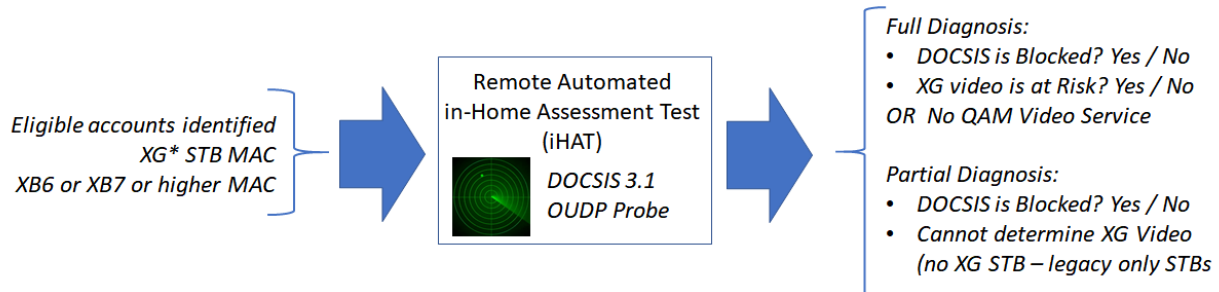 Eligible accounts identified
XG* STB MAC
XB6 or XB7 or higher MAC
Remote Automated
in-Home Assessment Test
(iHAT)
DOCSIS 3.1
OUDP Probe
Full Diagnosis:
• DOCSIS is Blocked? Yes / No
• XG video is at Risk? Yes / No
OR No QAM Video Service
Partial Diagnosis:
• DOCSIS is Blocked? Yes / No
• Cannot determine XG Video
(no XG STB – legacy only STBs